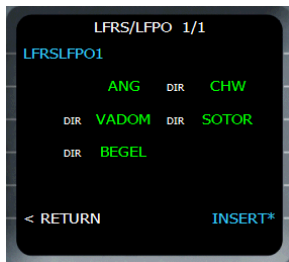 LFRS/LFPO 1/1
LFRSLFPO1
ANG DIR CHW
DIR VADOM DIR SOTOR
DIR BEGEL
< RETURN INSERT*